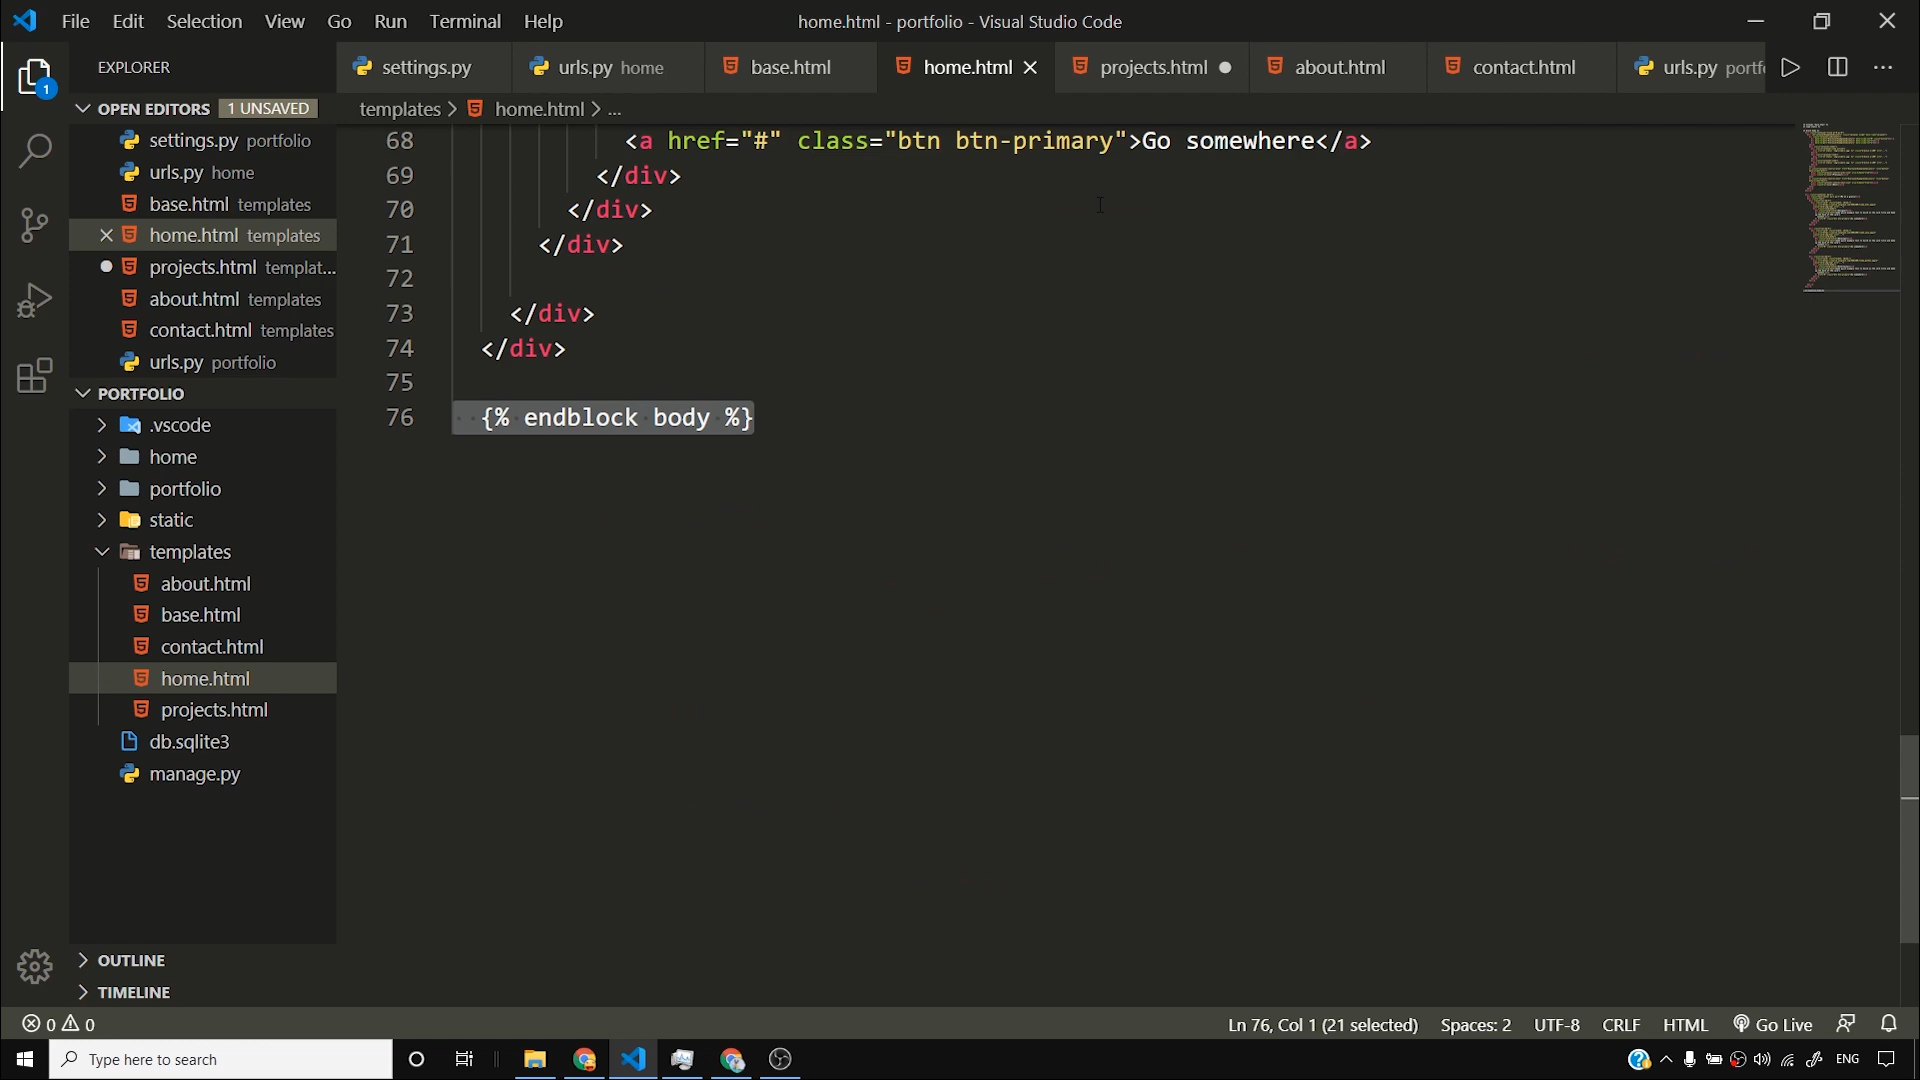 File Edit Selection View Go Run Terminal Help
home.html - portfolio - Visual Studio Code
EXPLORER
settings.py
urls.py home
base.html
home.html
projects.html
about.html
contact.html
urls.py portf
OPEN EDITORS
1 UNSAVED
templates > home.html > ...
settings.py portfolio
urls.py home
base.html templates
home.html templates
projects.html templat...
about.html templates
contact.html templates
urls.py portfolio
PORTFOLIO
.vscode
home
portfolio
static
templates
about.html
base.html
contact.html
home.html
projects.html
db.sqlite3
manage.py
OUTLINE
TIMELINE
68 <a href="#" class="btn btn-primary">Go somewhere</a>
69 </div>
70 </div>
71 </div>
72
73 </div>
74 </div>
75
76 {% endblock body %}
0 0
Ln 76, Col 1 (21 selected)
Spaces: 2
UTF-8
CRLF
HTML
Go Live
Type here to search
ENG
1